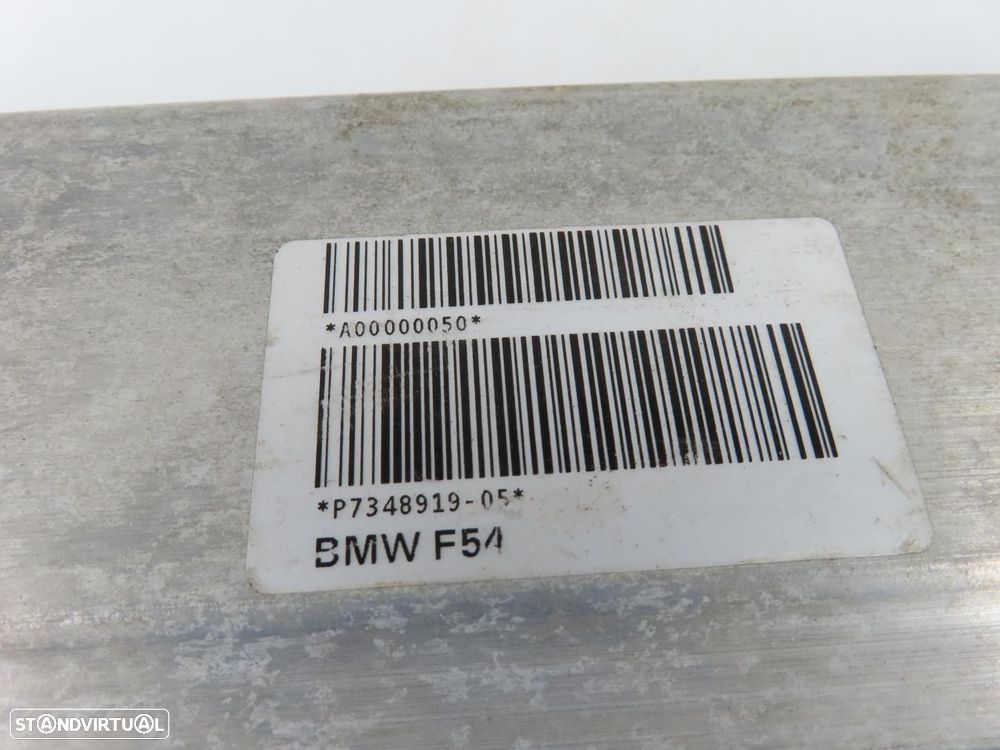 *A00000050*
*P7348919-05*
BMW F54
STANDVIRTUAL